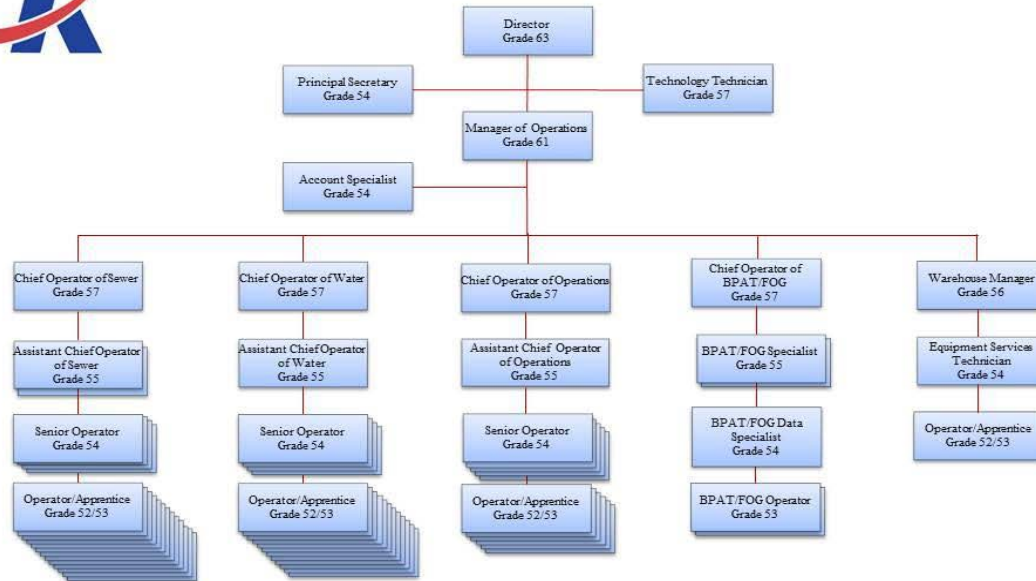 Director
Grade 63
Principal Secretary
Grade 54
Technology Technician
Grade 57
Manager of Operations
Grade 61
Account Specialist
Grade 54
Chief Operator of Sewer
Grade 57
Chief Operator of Water
Grade 57
Chief Operator of Operations
Grade 57
Chief Operator of
BPAT/FOG
Grade 57
Warehouse Manager
Grade 56
Assistant Chief Operator
of Sewer
Grade 55
Assistant Chief Operator
of Water
Grade 55
Assistant Chief Operator
of Operations
Grade 55
BPAT/FOG Specialist
Grade 55
Equipment Services
Technician
Grade 54
Senior Operator
Grade 54
Senior Operator
Grade 54
Senior Operator
Grade 54
BPAT/FOG Data
Specialist
Grade 54
Operator/Apprentice
Grade 52/53
Operator/Apprentice
Grade 52/53
Operator/Apprentice
Grade 52/53
Operator/Apprentice
Grade 52/53
BPAT/FOG Operator
Grade 53